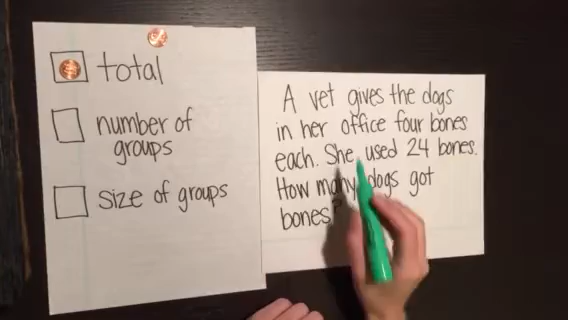 total
number of
groups
size of groups
A vet gives the dogs
in her office four bones
each. She used 24 bones.
How many dogs got
bones?